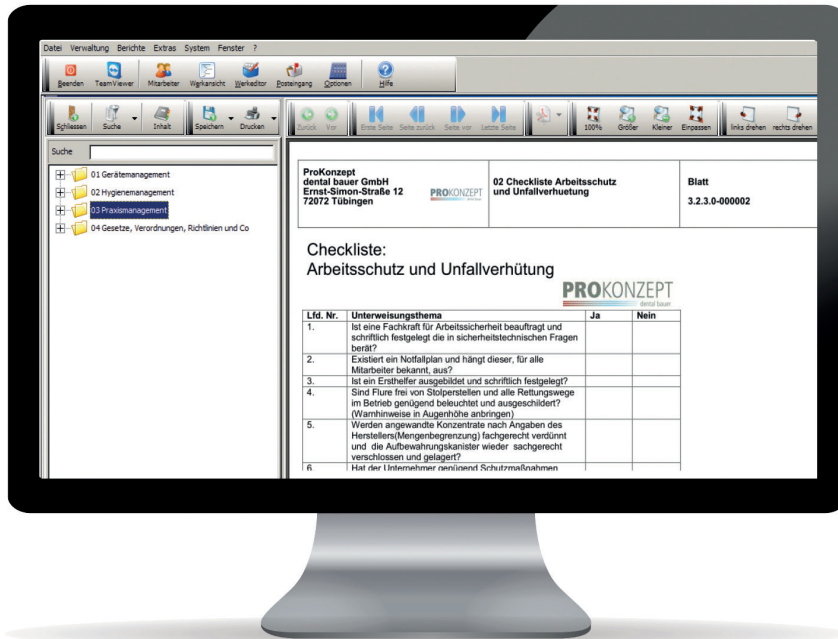 Datei Verwaltung Berichte Extras System Fenster ?
Beenden TeamViewer Mitarbeiter Werkansicht Werkeditor Posteingang Optionen Hilfe
Schliessen Suche Inhalt Speichern Drucken
Zurück Vor Erste Seite Seite zurück Seite vor Letzte Seite 100% Größer Kleiner Einpassen links drehen rechts drehen
Suche
01 Gerätemanagement
02 Hygienemanagement
03 Praxismanagement
04 Gesetze, Verordnungen, Richtlinien und Co
ProKonzept
dental bauer GmbH
Ernst-Simon-Straße 12
72072 Tübingen
PROKONZEPT
02 Checkliste Arbeitsschutz
und Unfallverhuetung
Blatt
3.2.3.0-000002
Checkliste:
Arbeitsschutz und Unfallverhütung
PROKONZEPT
dental bauer
Lfd. Nr. Unterweisungsthema Ja Nein
1. Ist eine Fachkraft für Arbeitssicherheit beauftragt und
schriftlich festgelegt die in sicherheitstechnischen Fragen
berät?
2. Existiert ein Notfallplan und hängt dieser, für alle
Mitarbeiter bekannt, aus?
3. Ist ein Ersthelfer ausgebildet und schriftlich festgelegt?
4. Sind Flure frei von Stolperstellen und alle Rettungswege
im Betrieb genügend beleuchtet und ausgeschildert?
(Warnhinweise in Augenhöhe anbringen)
5. Werden angewandte Konzentrate nach Angaben des
Herstellers(Mengenbegrenzung) fachgerecht verdünnt
und die Aufbewahrungskanister wieder sachgerecht
verschlossen und gelagert?
6. Hat der Unternehmer genügend Schutzmaßnahmen